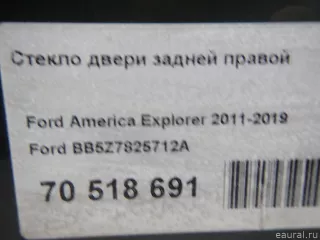 Стекло двери задней правой
Ford America Explorer 2011-2019
Ford BB5Z7825712A
70 518 691
eaural.ru